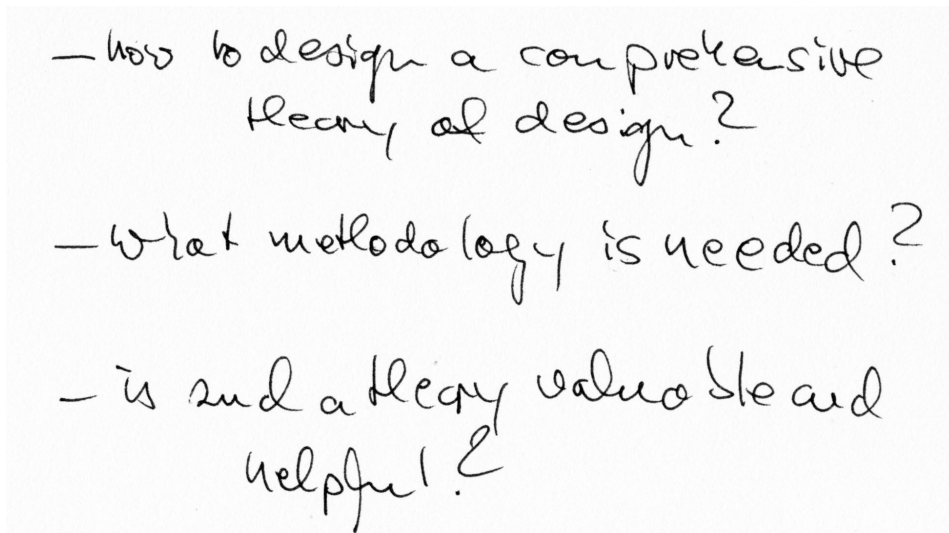 – how to design a comprehensive
theory of design?
– what methodology is needed?
– is such a theory valuable and
helpful?